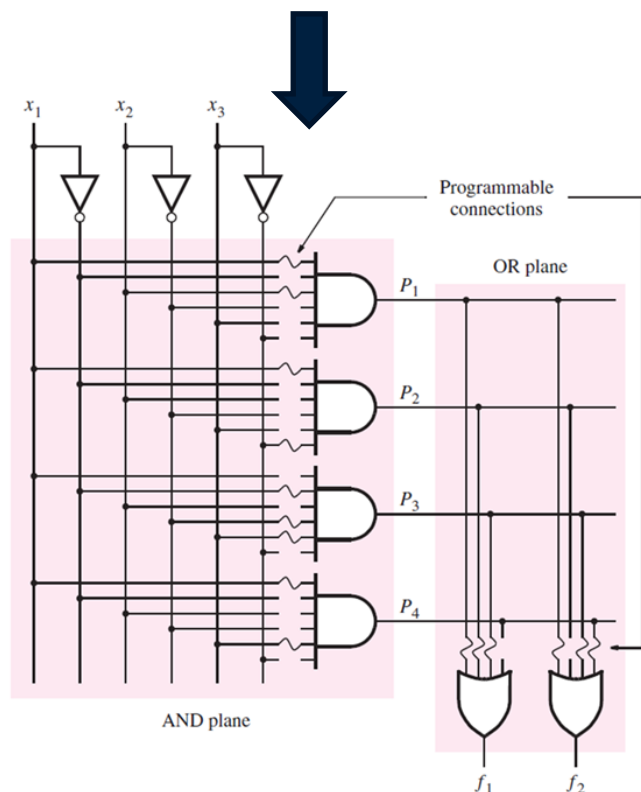 x₁ x₂ x₃
Programmable
connections
OR plane
P₁
P₂
P₃
P₄
AND plane
f₁ f₂